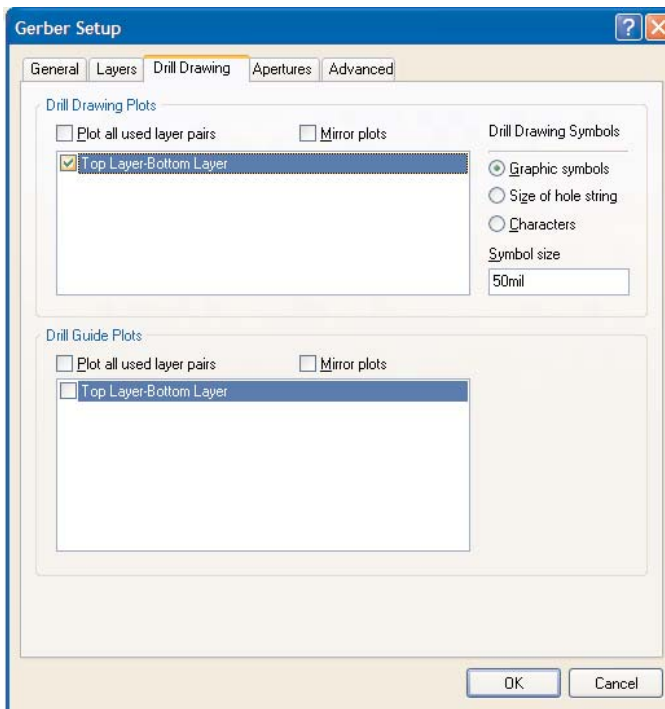 Gerber Setup
General Layers Drill Drawing Apertures Advanced
Drill Drawing Plots
Plot all used layer pairs
Mirror plots
Top Layer-Bottom Layer
Drill Drawing Symbols
Graphic symbols
Size of hole string
Characters
Symbol size
50mil
Drill Guide Plots
Plot all used layer pairs
Mirror plots
Top Layer-Bottom Layer
OK Cancel